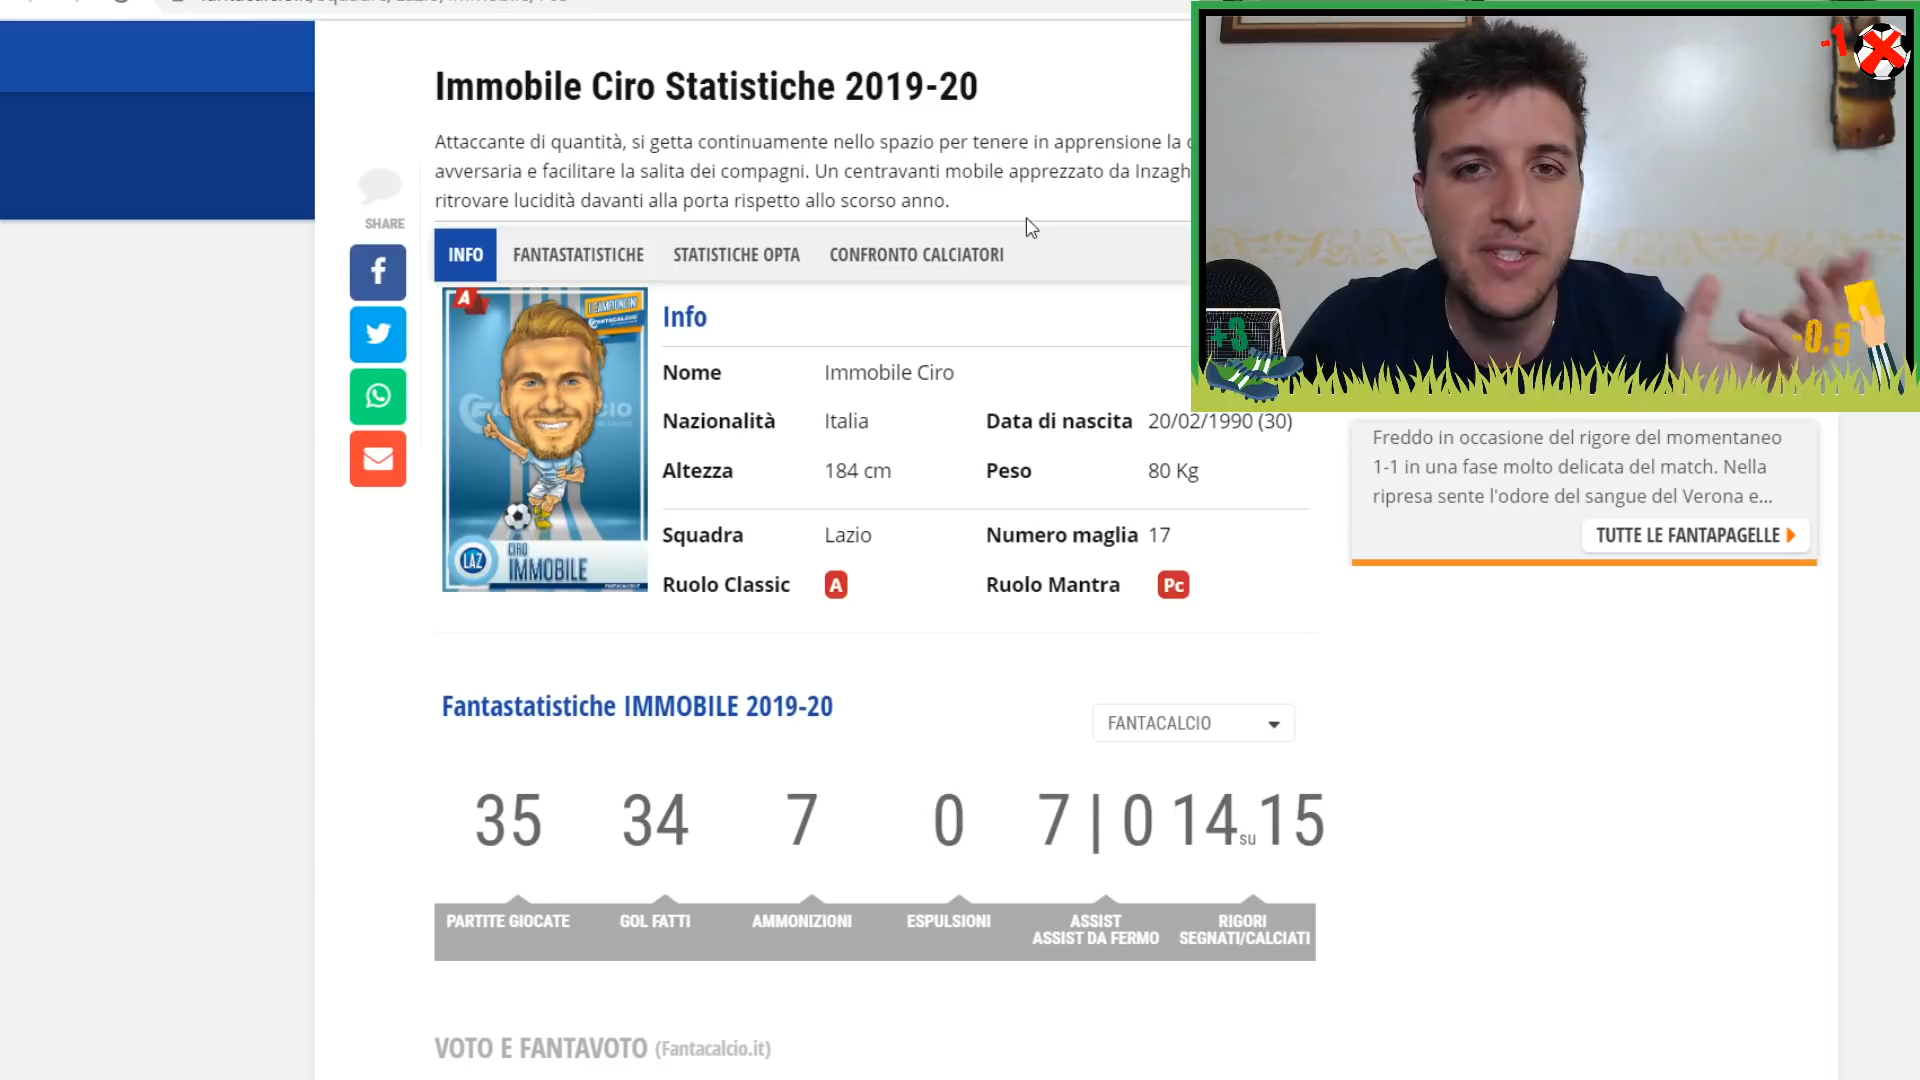 Immobile Ciro Statistiche 2019-20
Attaccante di quantità, si getta continuamente nello spazio per tenere in apprensione la
avversaria e facilitare la salita dei compagni. Un centravanti mobile apprezzato da Inzagh
ritrovare lucidità davanti alla porta rispetto allo scorso anno.
SHARE
INFO
FANTASTATISTICHE
STATISTICHE OPTA
CONFRONTO CALCIATORI
A
I CAMPIONCINI
FANTACALCIO
LAZ
CIRO
IMMOBILE
Info
Nome Immobile Ciro
Nazionalità Italia Data di nascita 20/02/1990 (30)
Altezza 184 cm Peso 80 Kg
Squadra Lazio Numero maglia 17
Ruolo Classic A Ruolo Mantra Pc
-1
+3
-0.5
Freddo in occasione del rigore del momentaneo
1-1 in una fase molto delicata del match. Nella
ripresa sente l'odore del sangue del Verona e...
TUTTE LE FANTAPAGELLE
Fantastatistiche IMMOBILE 2019-20
FANTACALCIO
35 34 7 0 7 | 0 14 su 15
PARTITE GIOCATE
GOL FATTI
AMMONIZIONI
ESPULSIONI
ASSIST
ASSIST DA FERMO
RIGORI
SEGNATI/CALCIATI
VOTO E FANTAVOTO (Fantacalcio.it)